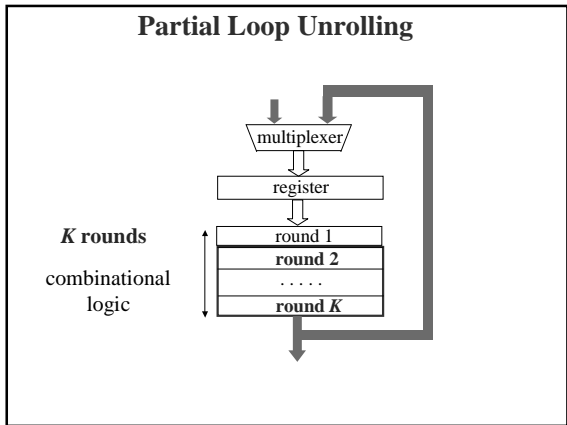 Partial Loop Unrolling
multiplexer
register
K rounds
combinational
logic
round 1
round 2
. . . . .
round K